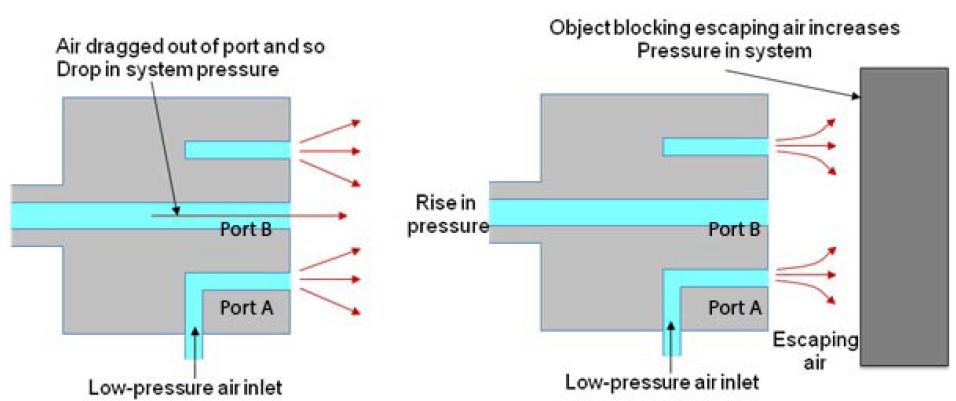 Air dragged out of port and so
Drop in system pressure
Port B
Port A
Low-pressure air inlet
Object blocking escaping air increases
Pressure in system
Rise in
pressure
Port B
Port A
Escaping
air
Low-pressure air inlet